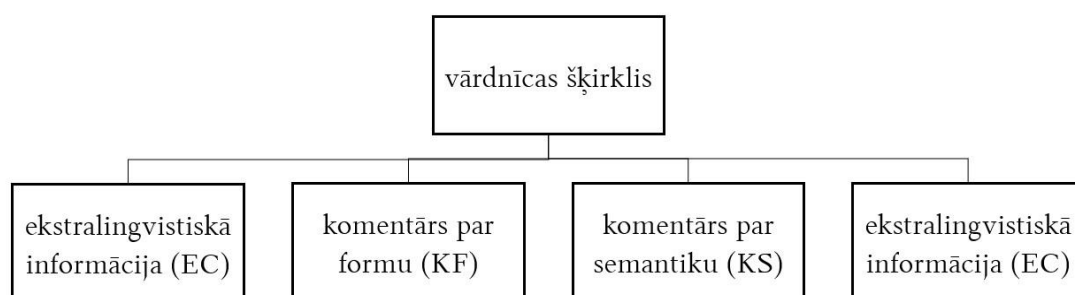 vārdnīcas šķirklis
ekstralingvistiskā
informācija (EC)
komentārs par
formu (KF)
komentārs par
semantiku (KS)
ekstralingvistiskā
informācija (EC)